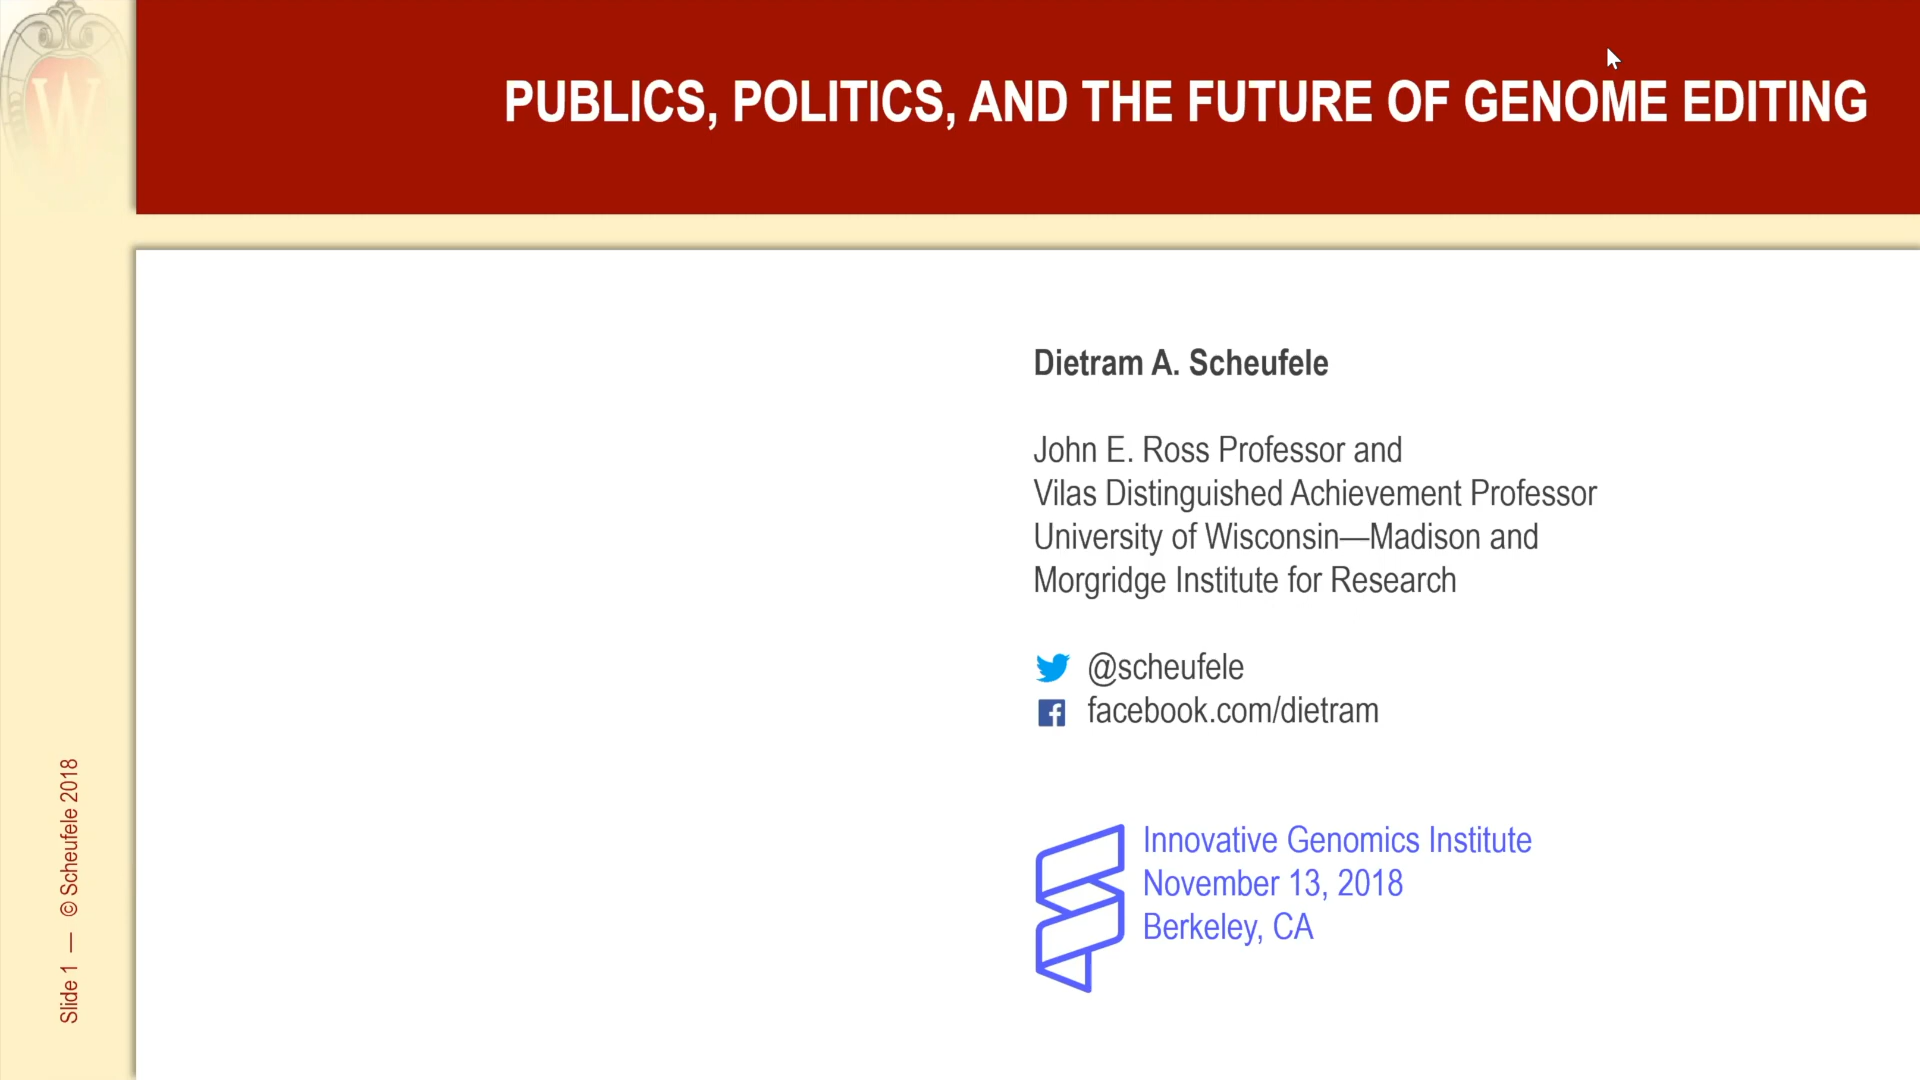 W
PUBLICS, POLITICS, AND THE FUTURE OF GENOME EDITING
Dietram A. Scheufele
John E. Ross Professor and
Vilas Distinguished Achievement Professor
University of Wisconsin—Madison and
Morgridge Institute for Research
@scheufele
facebook.com/dietram
Innovative Genomics Institute
November 13, 2018
Berkeley, CA
Slide 1 — © Scheufele 2018